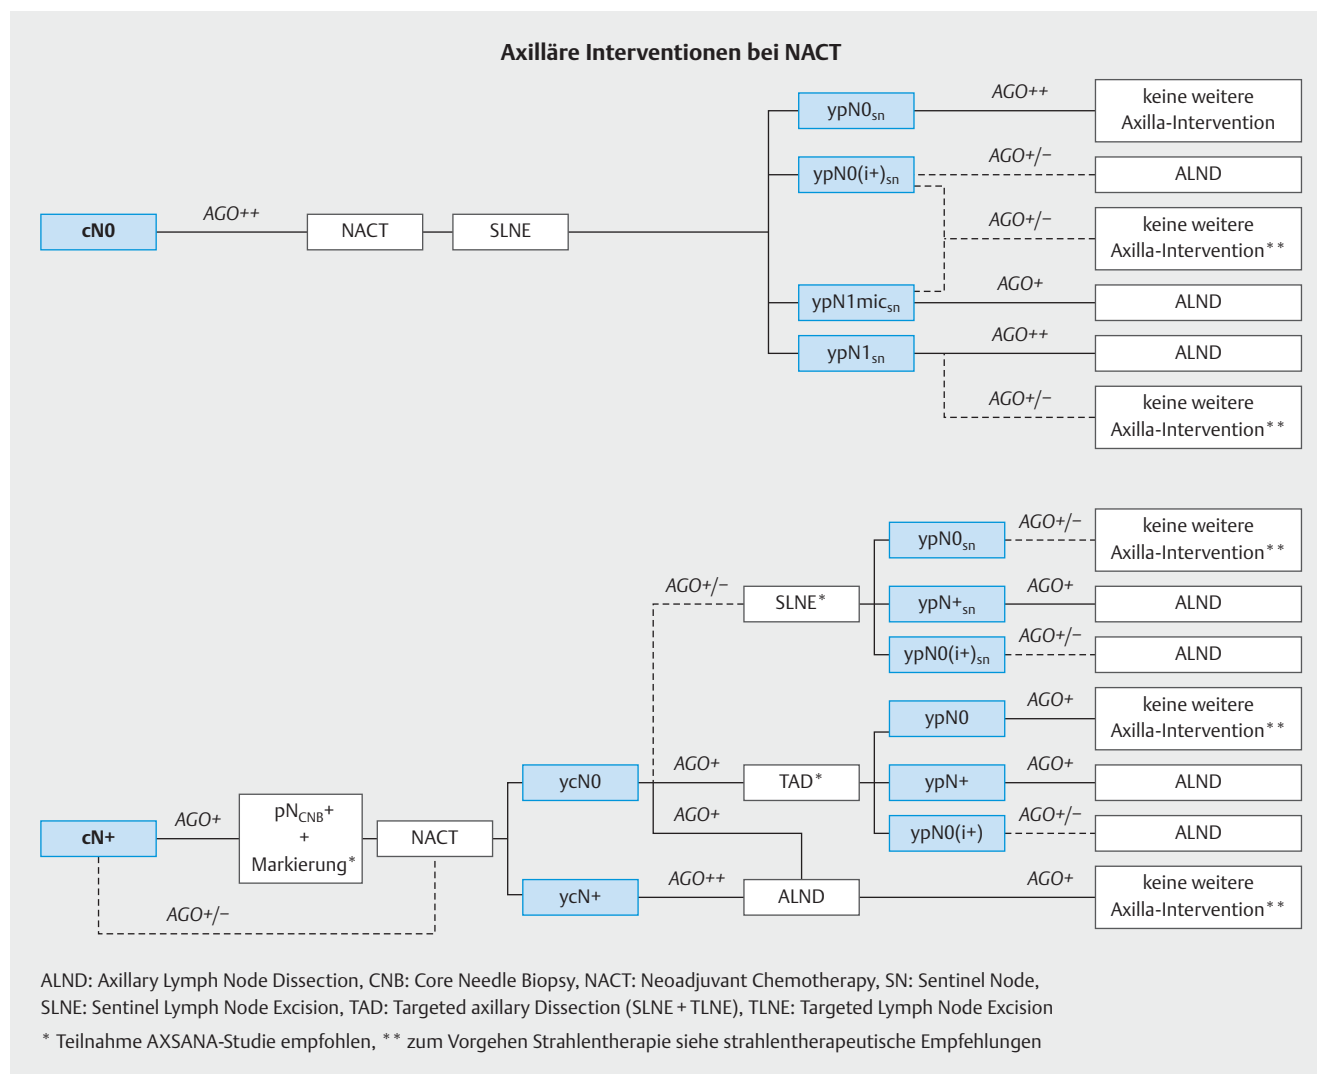 Axilläre Interventionen bei NACT
cN0
AGO++
NACT
SLNE
ypN0sn
AGO++
keine weitere
Axilla-Intervention
ypN0(i+)sn
AGO+/–
ALND
AGO+/–
keine weitere
Axilla-Intervention**
ypN1micsn
AGO+
ALND
ypN1sn
AGO++
ALND
AGO+/–
keine weitere
Axilla-Intervention**
cN+
AGO+
pNCNB+
+
Markierung*
NACT
AGO+/–
ycN0
AGO+/–
SLNE*
ypN0sn
AGO+/–
keine weitere
Axilla-Intervention**
ypN+sn
AGO+
ALND
ypN0(i+)sn
AGO+/–
ALND
AGO+
TAD*
ypN0
AGO+
keine weitere
Axilla-Intervention**
ypN+
AGO+
ALND
ypN0(i+)
AGO+/–
ALND
AGO+
ycN+
AGO++
ALND
AGO+
keine weitere
Axilla-Intervention**
ALND: Axillary Lymph Node Dissection, CNB: Core Needle Biopsy, NACT: Neoadjuvant Chemotherapy, SN: Sentinel Node,
SLNE: Sentinel Lymph Node Excision, TAD: Targeted axillary Dissection (SLNE + TLNE), TLNE: Targeted Lymph Node Excision
* Teilnahme AXSANA-Studie empfohlen, ** zum Vorgehen Strahlentherapie siehe strahlentherapeutische Empfehlungen